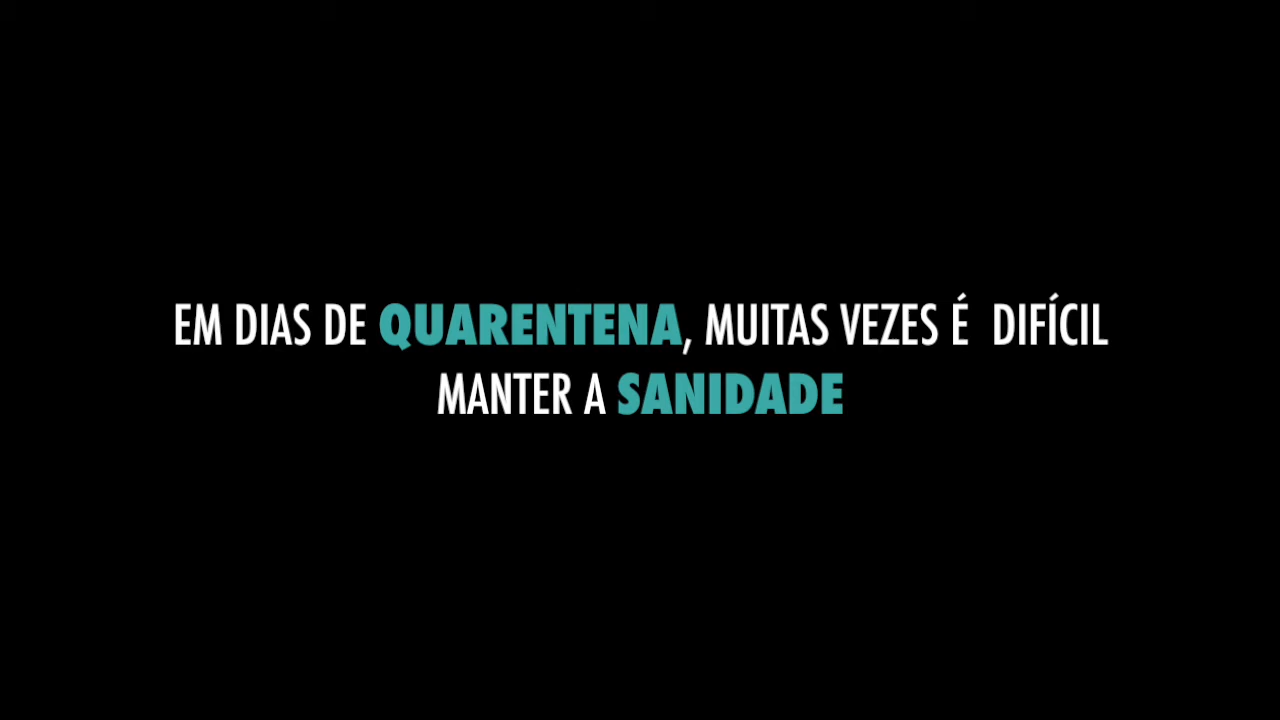 EM DIAS DE QUARENTENA, MUITAS VEZES É DIFÍCIL
MANTER A SANIDADE